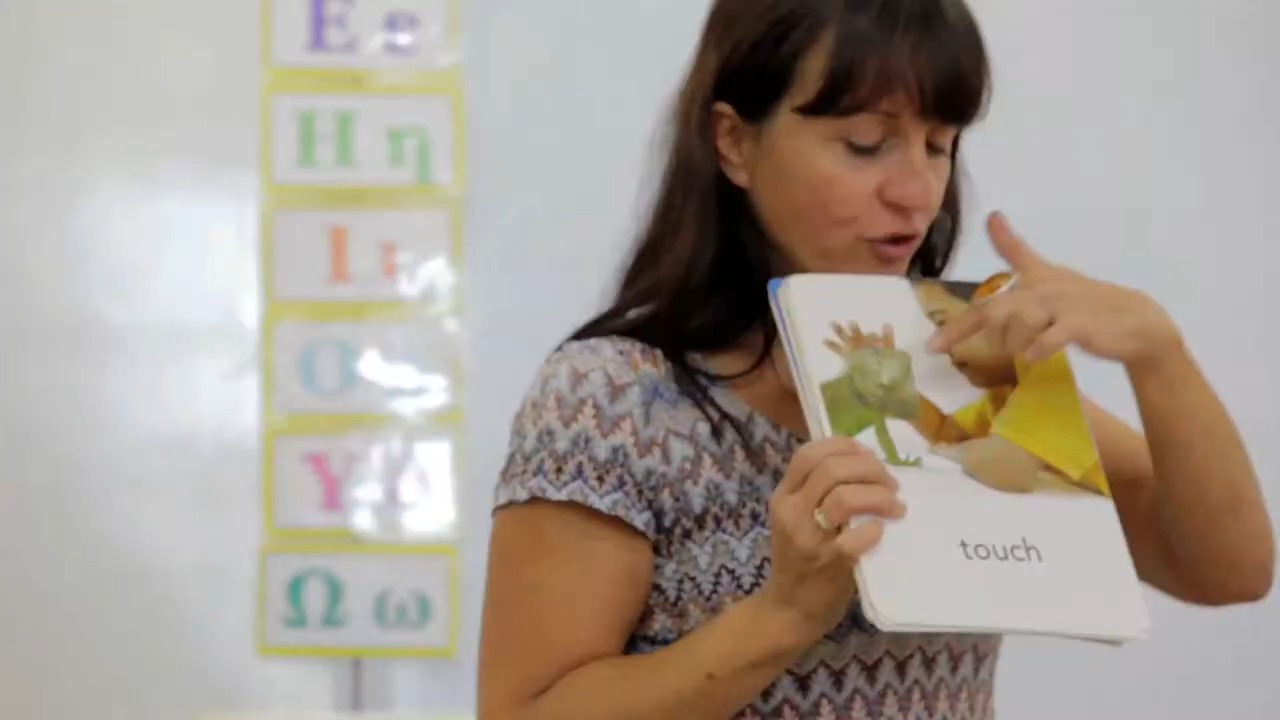 Ε ε
Η η
Ι ι
Ο
Υ
Ω ω
touch